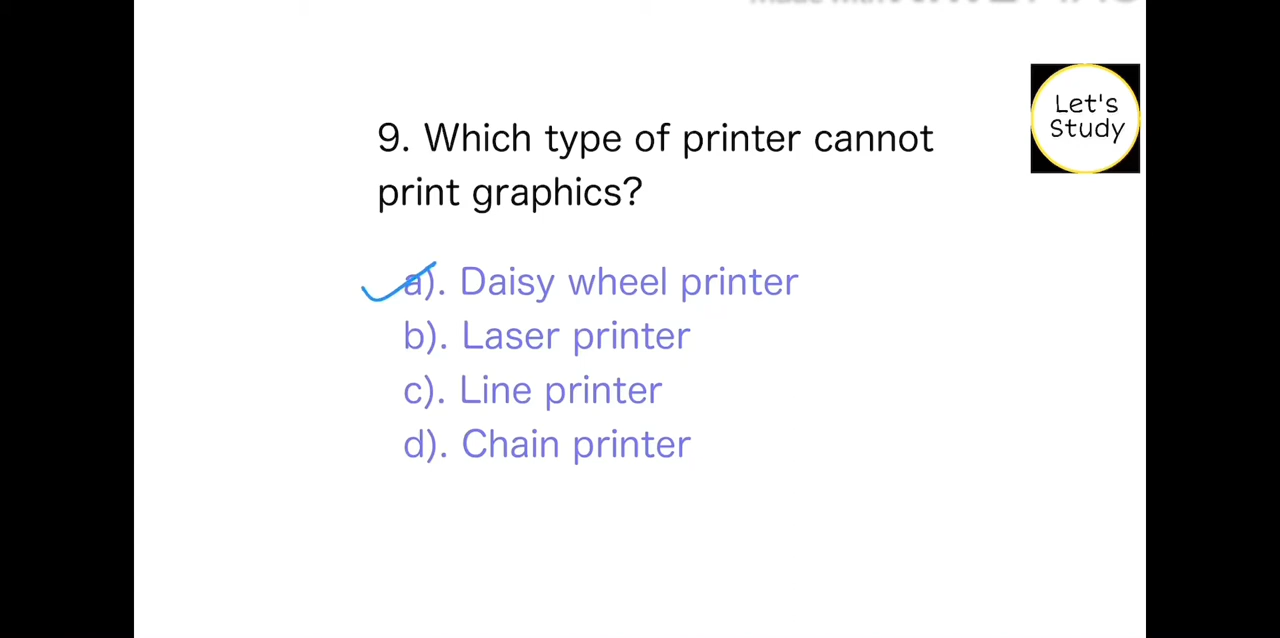 Let's
Study
9. Which type of printer cannot
print graphics?
a). Daisy wheel printer
b). Laser printer
c). Line printer
d). Chain printer